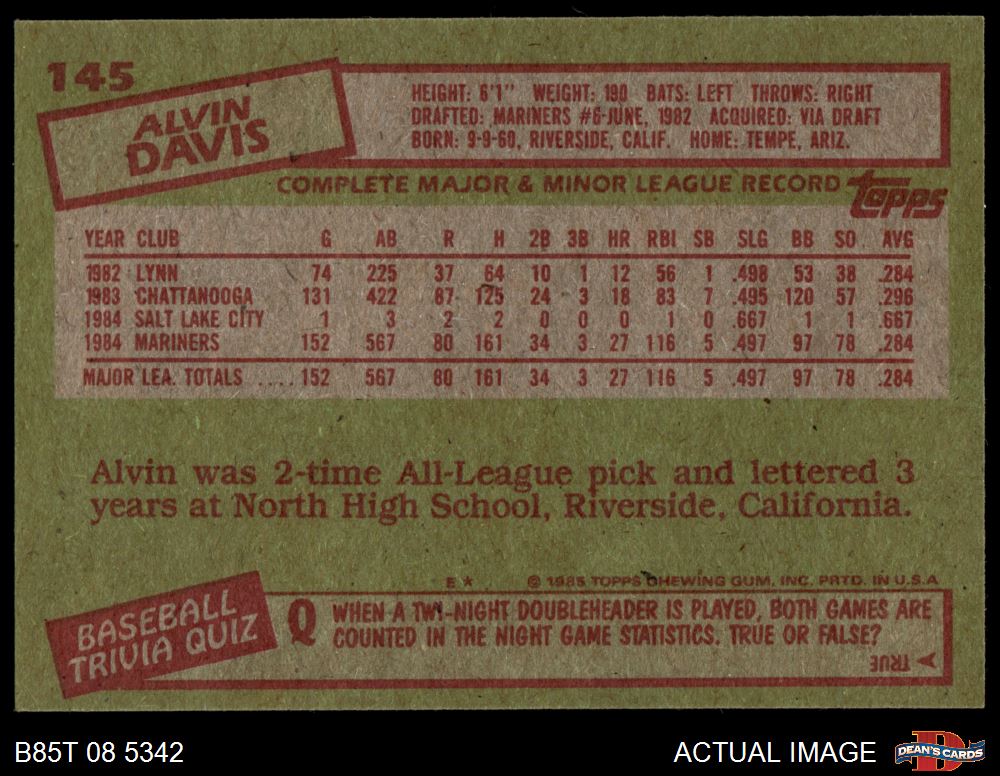 145
ALVIN
DAVIS
HEIGHT: 6'1" WEIGHT: 190 BATS: LEFT THROWS: RIGHT
DRAFTED: MARINERS #6-JUNE, 1982 ACQUIRED: VIA DRAFT
BORN: 9-9-60, RIVERSIDE, CALIF. HOME: TEMPE, ARIZ.
COMPLETE MAJOR & MINOR LEAGUE RECORD topps
YEAR CLUB G AB R H 2B 3B HR RBI SB SLG BB SO AVG
1982 LYNN 74 225 37 64 10 1 12 56 1 .498 53 38 .284
1983 CHATTANOOGA 131 422 87 125 24 3 18 83 7 .495 120 57 .296
1984 SALT LAKE CITY 1 3 2 2 0 0 0 1 0 .667 1 1 .667
1984 MARINERS 152 567 80 161 34 3 27 116 5 .497 97 78 .284
MAJOR LEA. TOTALS .... 152 567 80 161 34 3 27 116 5 .497 97 78 .284
Alvin was 2-time All-League pick and lettered 3
years at North High School, Riverside, California.
E * © 1985 TOPPS CHEWING GUM, INC. PRTD. IN U.S.A
BASEBALL
TRIVIA QUIZ
Q WHEN A TWI-NIGHT DOUBLEHEADER IS PLAYED, BOTH GAMES ARE
COUNTED IN THE NIGHT GAME STATISTICS. TRUE OR FALSE?
A TRUE
B85T 08 5342
ACTUAL IMAGE
DEAN'S CARDS